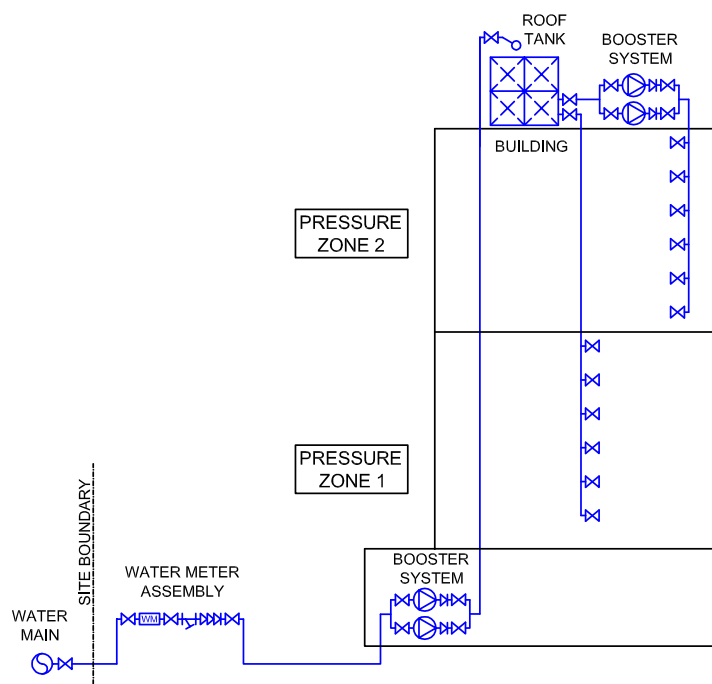 ROOF
TANK
BOOSTER
SYSTEM
BUILDING
PRESSURE
ZONE 2
PRESSURE
ZONE 1
SITE BOUNDARY
WATER METER
ASSEMBLY
BOOSTER
SYSTEM
WATER
MAIN
WM